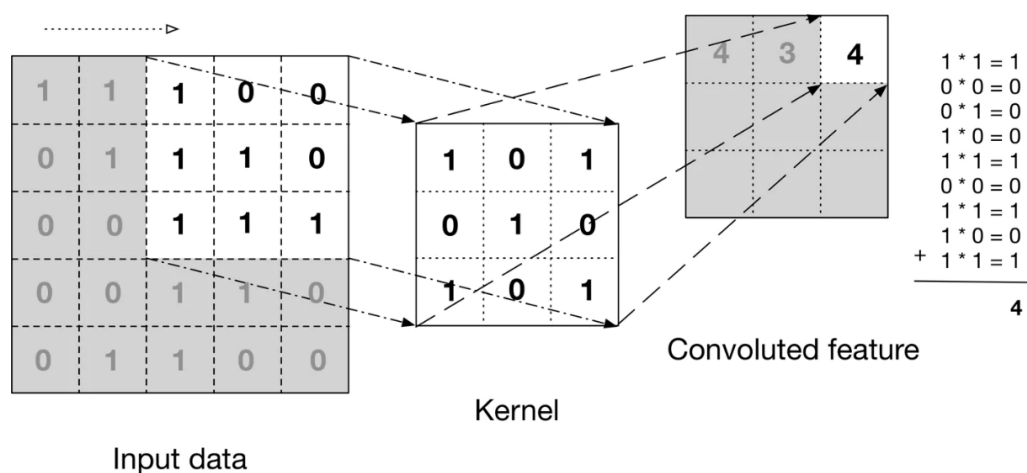 1 1 1 0 0
0 1 1 1 0
0 0 1 1 1
0 0 1 1 0
0 1 1 0 0
Input data
1 0 1
0 1 0
1 0 1
Kernel
4 3 4
Convoluted feature
1 * 1 = 1
0 * 0 = 0
0 * 1 = 0
1 * 0 = 0
1 * 1 = 1
0 * 0 = 0
1 * 1 = 1
1 * 0 = 0
+ 1 * 1 = 1
4